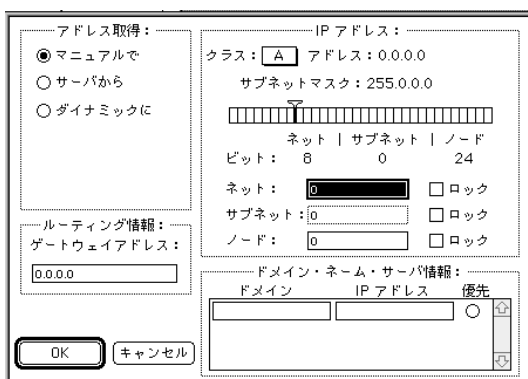 アドレス取得：
マニュアルで
サーバから
ダイナミックに
ルーティング情報：
ゲートウェイアドレス：
0.0.0.0
OK
キャンセル
IP アドレス：
クラス： A アドレス：0.0.0.0
サブネットマスク：255.0.0.0
ネット | サブネット | ノード
ビット： 8 0 24
ネット： 0 ロック
サブネット： 0 ロック
ノード： 0 ロック
ドメイン・ネーム・サーバ情報：
ドメイン IP アドレス 優先